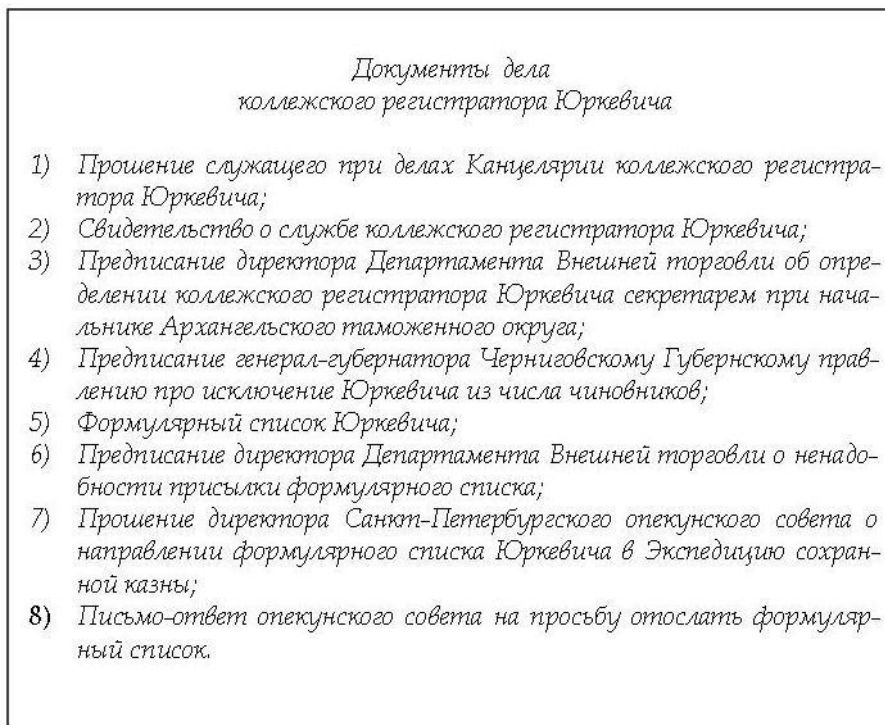 Документы дела
коллежского регистратора Юркевича
1) Прошение служащего при делах Канцелярии коллежского регистра-
тора Юркевича;
2) Свидетельство о службе коллежского регистратора Юркевича;
3) Предписание директора Департамента Внешней торговли об опре-
делении коллежского регистратора Юркевича секретарем при нача-
льнике Архангельского таможенного округа;
4) Предписание генерал-губернатора Черниговскому Губернскому прав-
лению про исключение Юркевича из числа чиновников;
5) Формулярный список Юркевича;
6) Предписание директора Департамента Внешней торговли о ненадо-
бности присылки формулярного списка;
7) Прошение директора Санкт-Петербургского опекунского совета о
направлении формулярного списка Юркевича в Экспедицию сохран-
ной казны;
8) Письмо-ответ опекунского совета на просьбу отослать формуляр-
ный список.